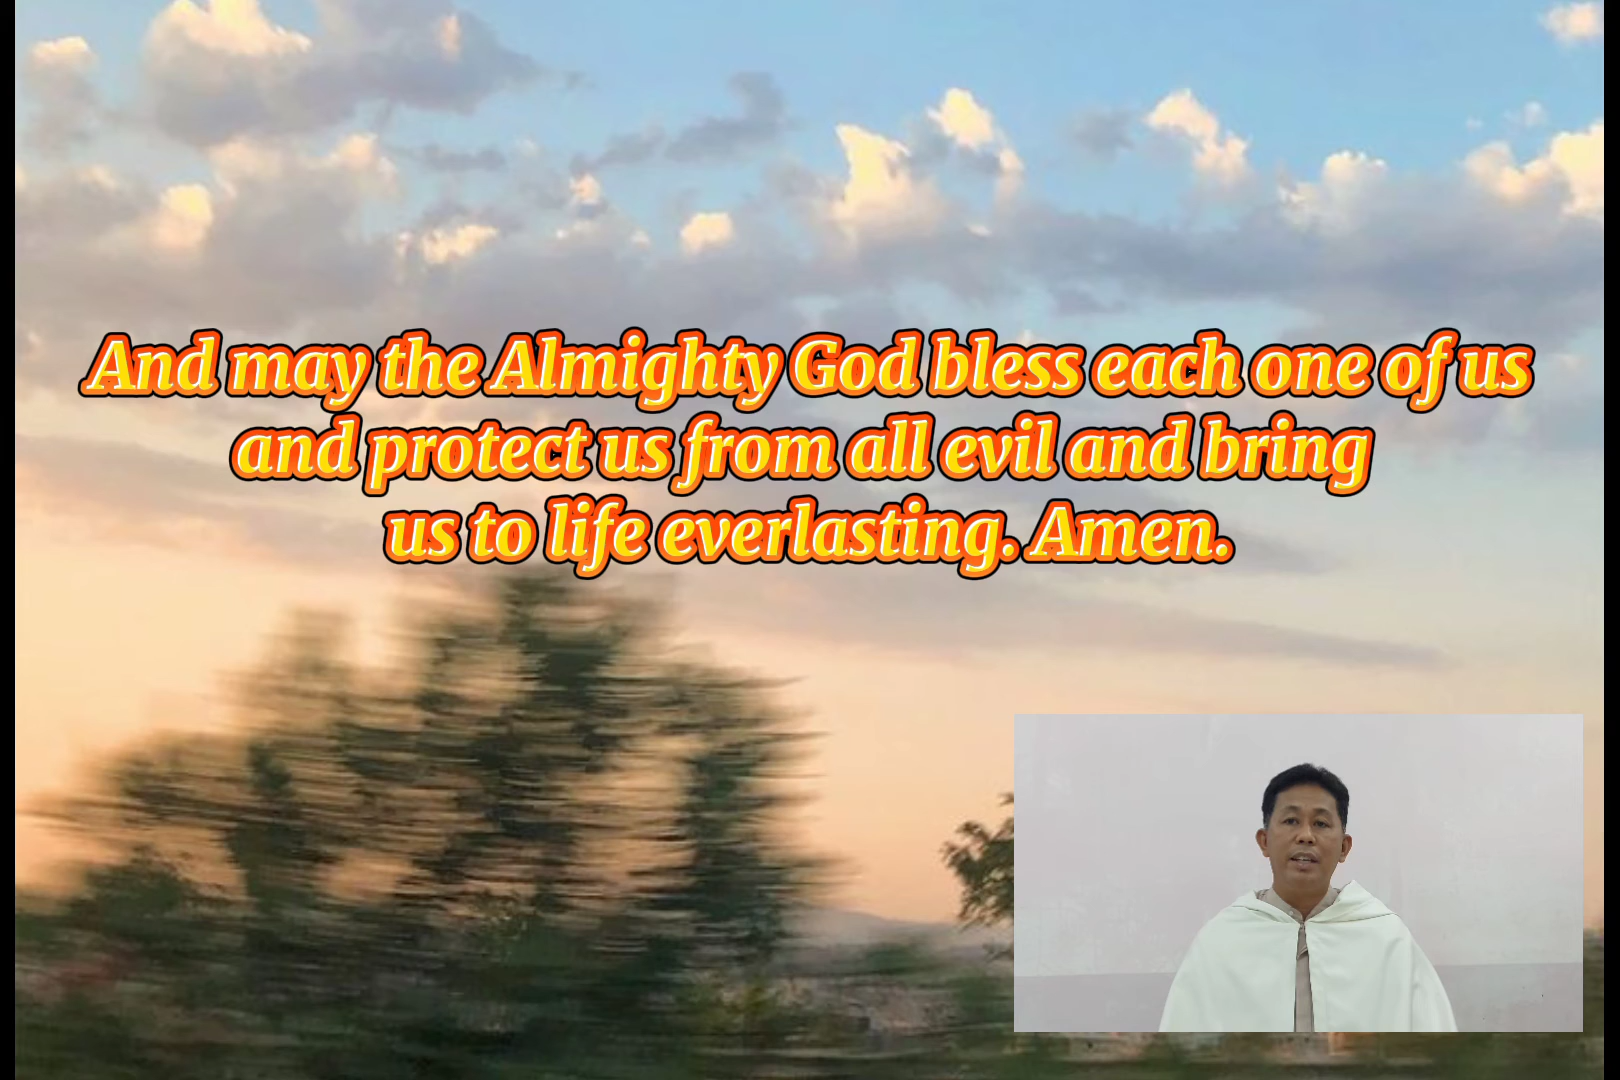 And may the Almighty God bless each one of us
and protect us from all evil and bring
us to life everlasting. Amen.